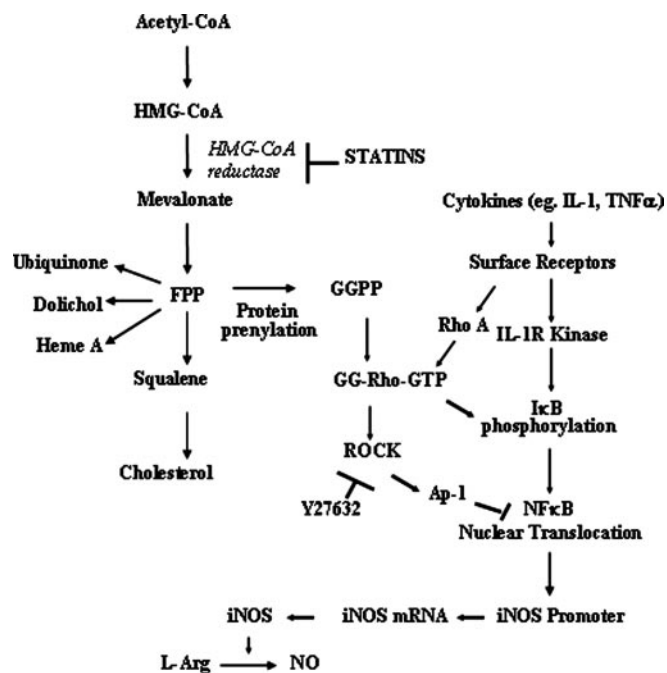 Acetyl-CoA
HMG-CoA
HMG-CoA
reductase
STATINS
Mevalonate
Cytokines (eg. IL-1, TNFα)
Ubiquinone
Dolichol
Heme A
FPP
Protein
prenylation
GGPP
Surface Receptors
Rho A
IL-1R Kinase
Squalene
GG-Rho-GTP
IκB
phosphorylation
Cholesterol
ROCK
Y27632
Ap-1
NFκB
Nuclear Translocation
iNOS
iNOS mRNA
iNOS Promoter
L-Arg
NO